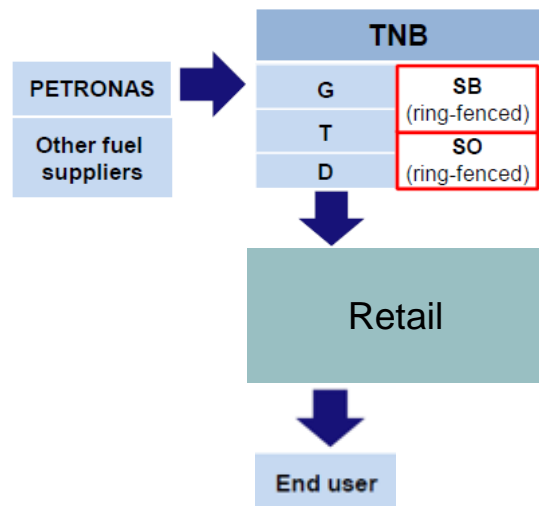 TNB
PETRONAS
Other fuel
suppliers
G
T
D
SB
(ring-fenced)
SO
(ring-fenced)
Retail
End user